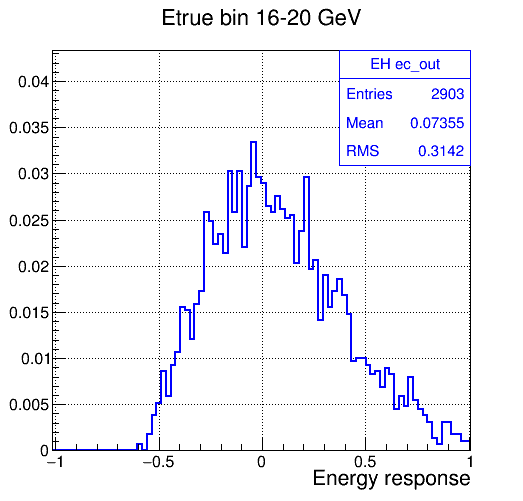 Etrue bin 16-20 GeV
EH ec_out
Entries 2903
Mean 0.07355
RMS 0.3142
0.04
0.035
0.03
0.025
0.02
0.015
0.01
0.005
0
−1 −0.5 0 0.5 1
Energy response